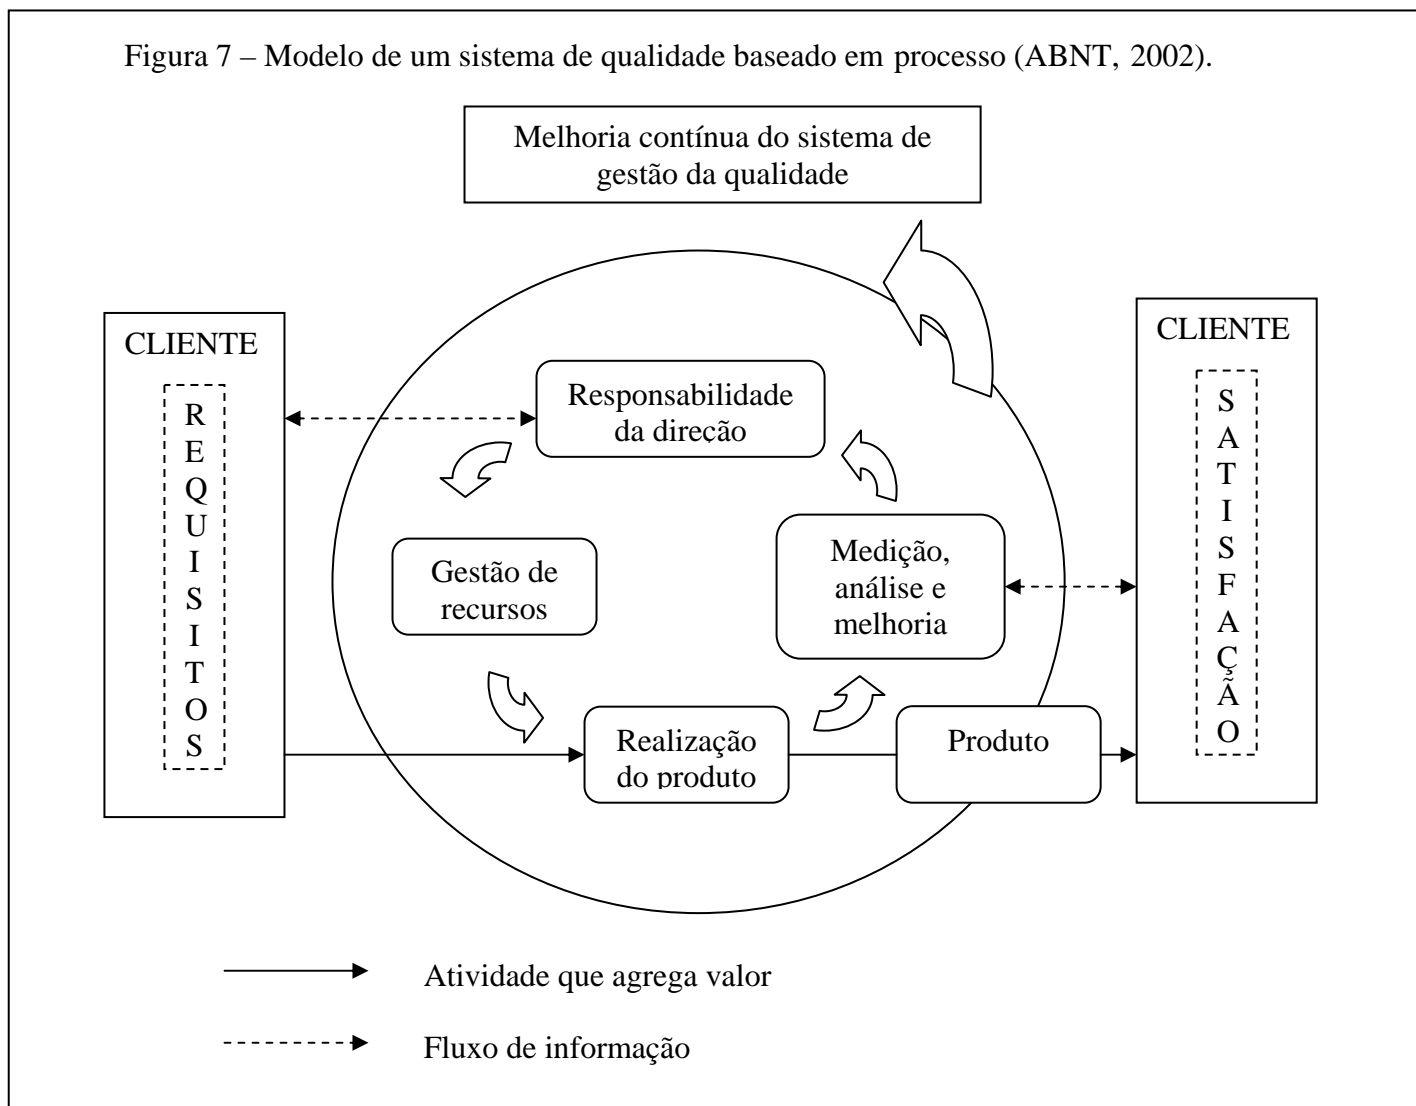 Figura 7 – Modelo de um sistema de qualidade baseado em processo (ABNT, 2002).
Melhoria contínua do sistema de
gestão da qualidade
CLIENTE
REQUISITOS
Responsabilidade
da direção
Gestão de
recursos
Medição,
análise e
melhoria
Realização
do produto
Produto
CLIENTE
SATISFAÇÃO
Atividade que agrega valor
Fluxo de informação